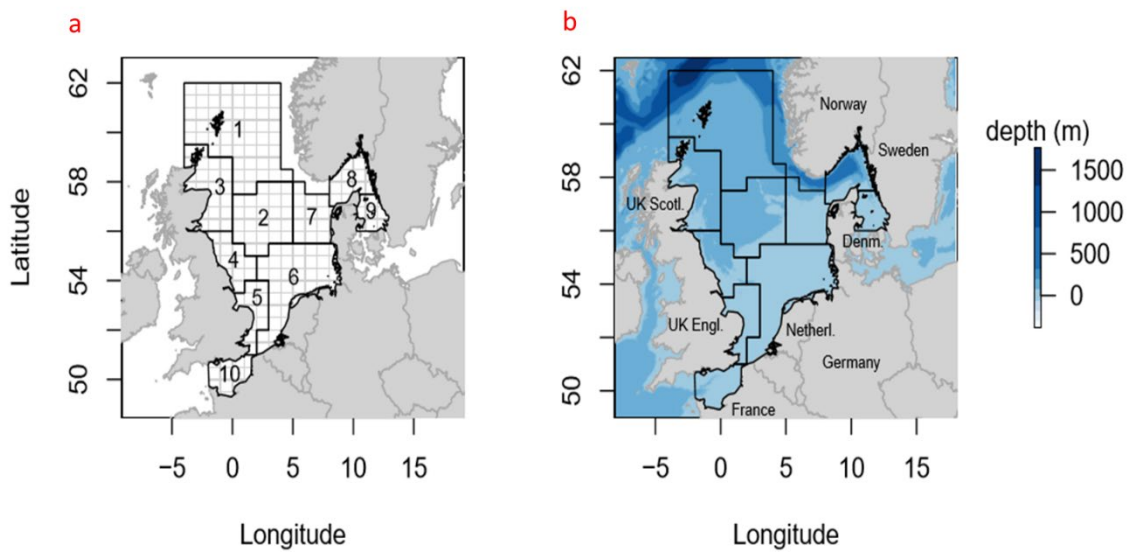 a
b
62
58
54
50
Latitude
1
2
3
4
5
6
7
8
9
10
−5
0
5
10
15
Longitude
62
58
54
50
Norway
Sweden
UK Scotl.
Denm.
UK Engl.
Netherl.
Germany
France
−5
0
5
10
15
Longitude
depth (m)
1500
1000
500
0